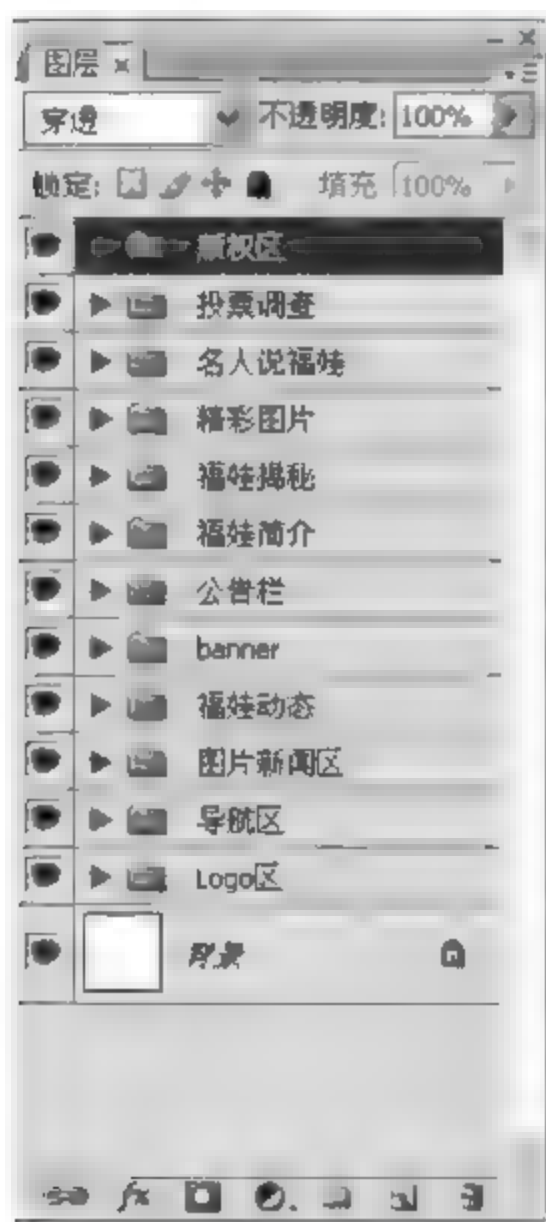 图层 ×
穿透 不透明度: 100%
锁定: 填充 100%
版权区
投票调查
名人说福娃
精彩图片
福娃揭秘
福娃简介
公告栏
banner
福娃动态
图片新闻区
导航区
Logo区
背景